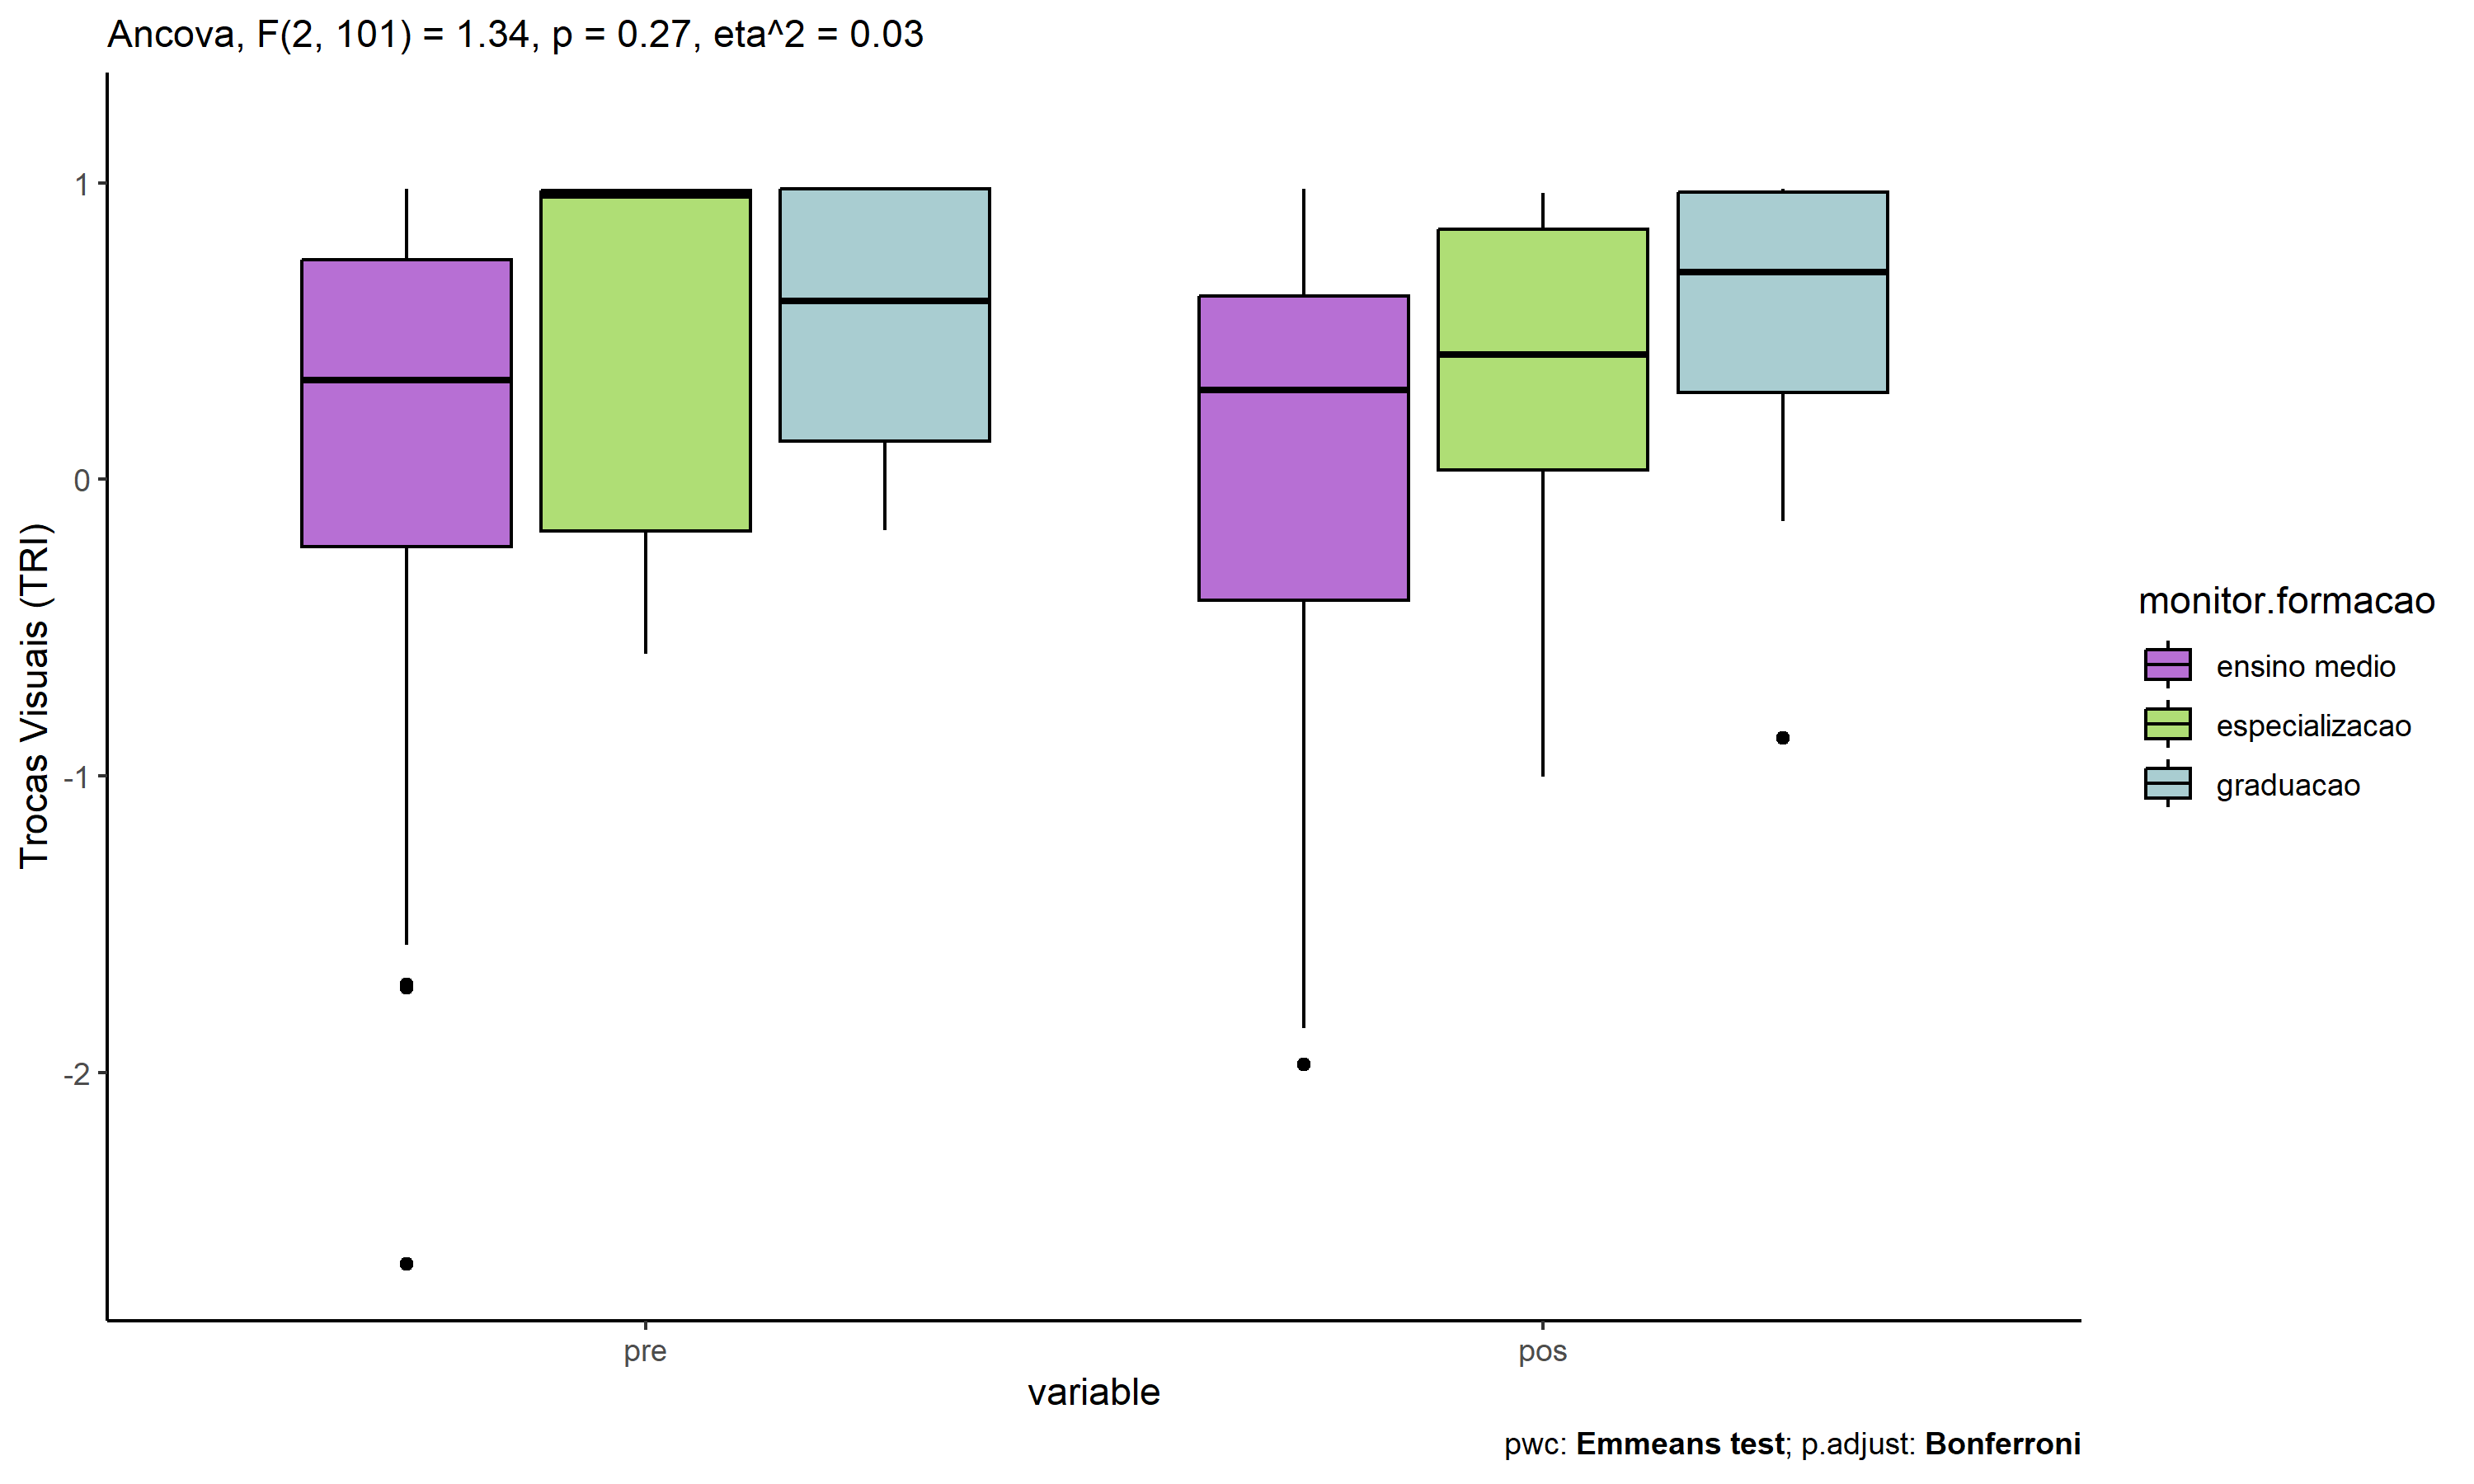 Ancova, F(2, 101) = 1.34, p = 0.27, eta^2 = 0.03
Trocas Visuais (TRI)
1
0
-1
-2
pre
pos
variable
monitor.formacao
ensino medio
especializacao
graduacao
pwc: Emmeans test; p.adjust: Bonferroni